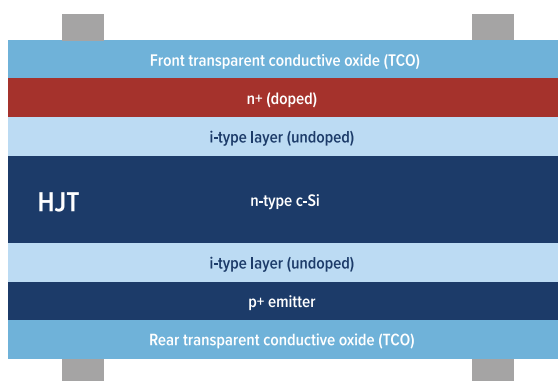 Front transparent conductive oxide (TCO)
n+ (doped)
i-type layer (undoped)
HJT
n-type c-Si
i-type layer (undoped)
p+ emitter
Rear transparent conductive oxide (TCO)